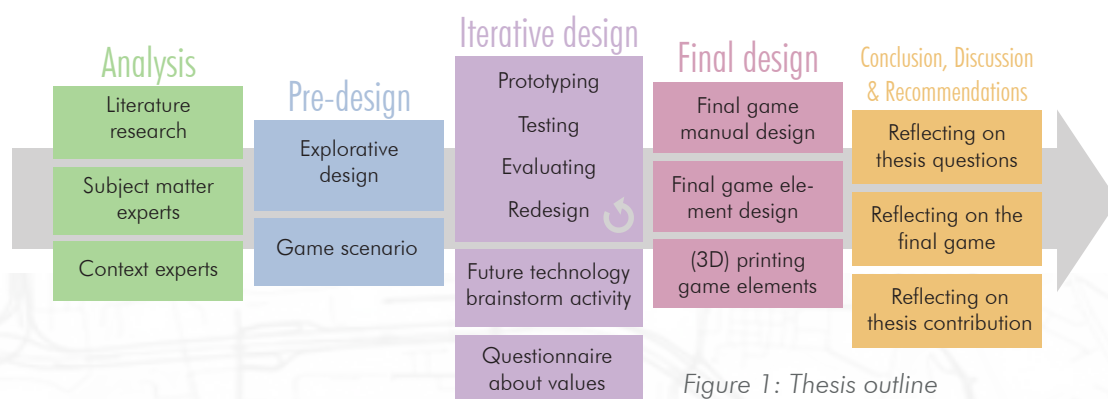 Analysis
Literature
research
Subject matter
experts
Context experts
Pre-design
Explorative
design
Game scenario
Iterative design
Prototyping
Testing
Evaluating
Redesign
Future technology
brainstorm activity
Questionnaire
about values
Final design
Final game
manual design
Final game ele-
ment design
(3D) printing
game elements
Conclusion, Discussion
& Recommendations
Reflecting on
thesis questions
Reflecting on the
final game
Reflecting on
thesis contribution
Figure 1: Thesis outline